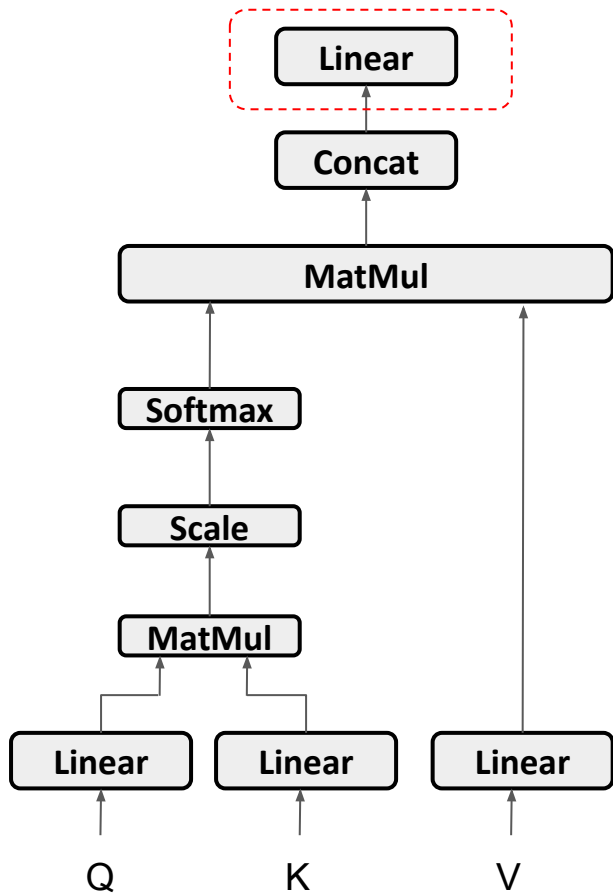 Linear
Concat
MatMul
Softmax
Scale
MatMul
Linear Linear Linear
Q K V